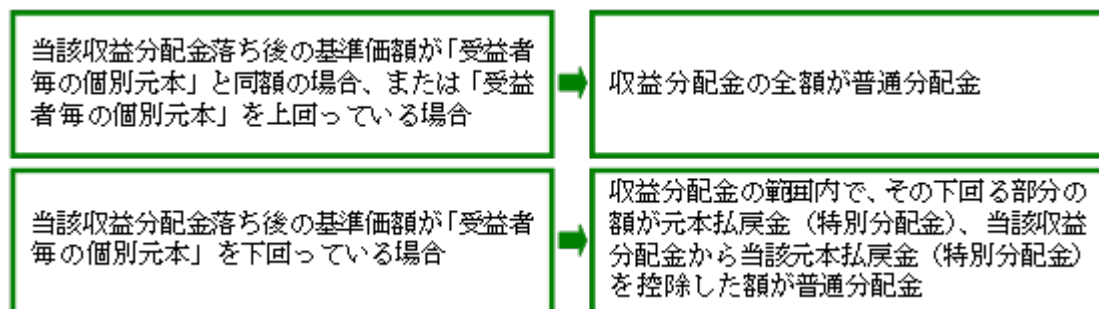 当該収益分配金落ち後の基準価額が「受益者
毎の個別元本」と同額の場合、または「受益
者毎の個別元本」を上回っている場合
収益分配金の全額が普通分配金
当該収益分配金落ち後の基準価額が「受益者
毎の個別元本」を下回っている場合
収益分配金の範囲内で、その下回る部分の
額が元本払戻金（特別分配金）、当該収益
分配金から当該元本払戻金（特別分配金）
を控除した額が普通分配金